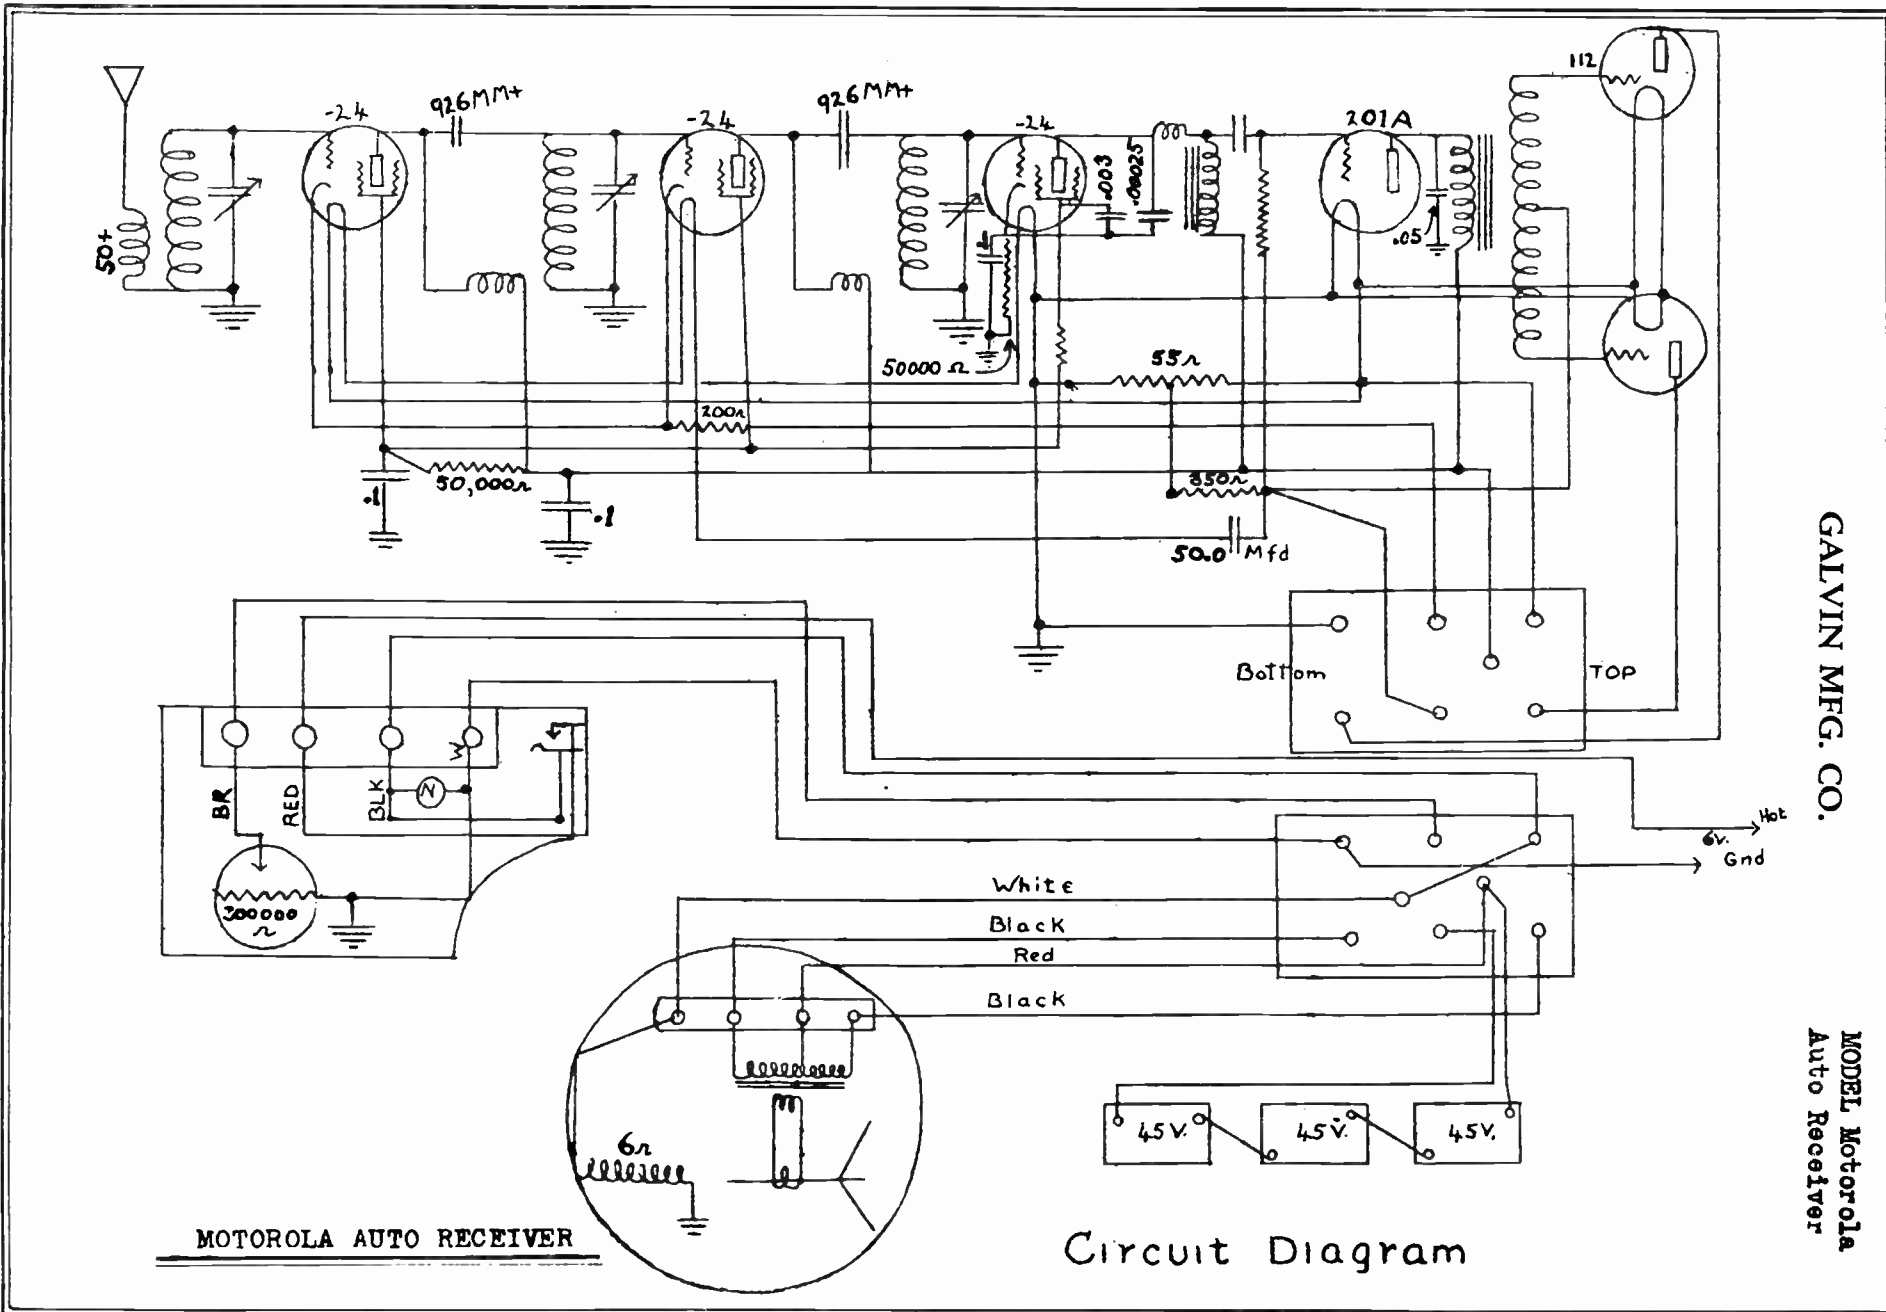 -24
926MM+
-24
926MM+
-24
201A
112
50+
.003
.00025
.05
.1
50000 Ω
55Ω
200Ω
50,000Ω
.1
.1
850Ω
50.0 Mfd
Bottom
TOP
BR
RED
BLK
W
N
300000
Ω
Hot
6V.
Gnd
White
Black
Red
Black
6Ω
45V.
45V.
45V.
MOTOROLA AUTO RECEIVER
Circuit Diagram
GALVIN MFG. CO.
MODEL Motorola
Auto Receiver